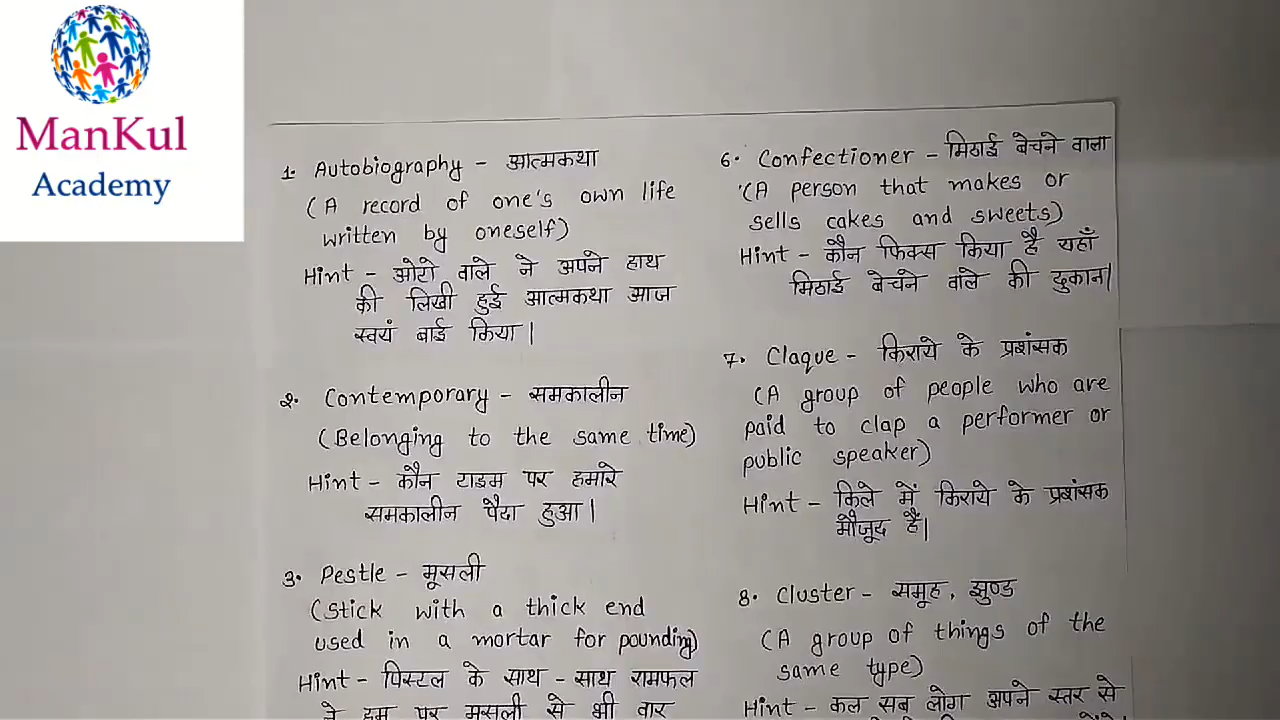 ManKul
Academy
1. Autobiography - आत्मकथा
(A record of one's own life
written by oneself)
Hint - ओटो वाले ने अपने हाथ
की लिखी हुई आत्मकथा आज
स्वयं बाई किया।
2. Contemporary - समकालीन
(Belonging to the same time)
Hint - कौन टाइम पर हमारे
समकालीन पैदा हुआ।
3. Pestle - मूसली
(Stick with a thick end
used in a mortar for pounding)
Hint - पिस्टल के साथ - साथ रामफल
ने हम पर मूसली से भी वार
6. Confectioner - मिठाई बेचने वाला
(A person that makes or
sells cakes and sweets)
Hint - कौन फिक्स किया है यहाँ
मिठाई बेचने वाले की दुकान।
7. Claque - किराये के प्रशंसक
(A group of people who are
paid to clap a performer or
public speaker)
Hint - किले में किराये के प्रशंसक
मौजूद हैं।
8. Cluster - समूह, झुण्ड
(A group of things of the
same type)
Hint - कल सब लोग अपने स्तर से